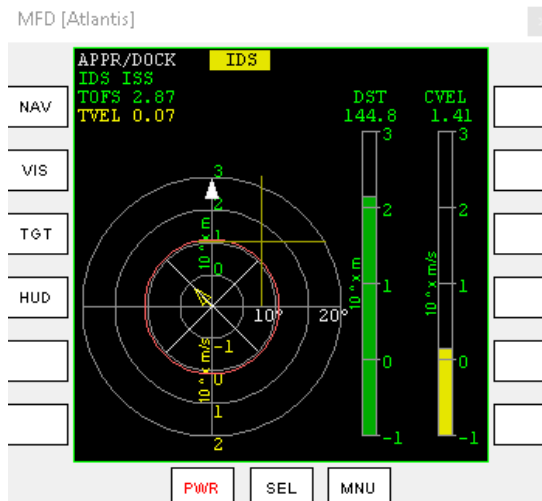 MFD [Atlantis]
APPR/DOCK IDS
IDS ISS
TOFS 2.87
TVEL 0.07
DST CVEL
144.8 1.41
NAV
VIS
TGT
HUD
3
2
1
0
10^x m
10° 20°
-1
0
1
2
10^x m/s
3
2
1
0
-1
10^x m
3
2
1
0
-1
10^x m/s
PWR SEL MNU